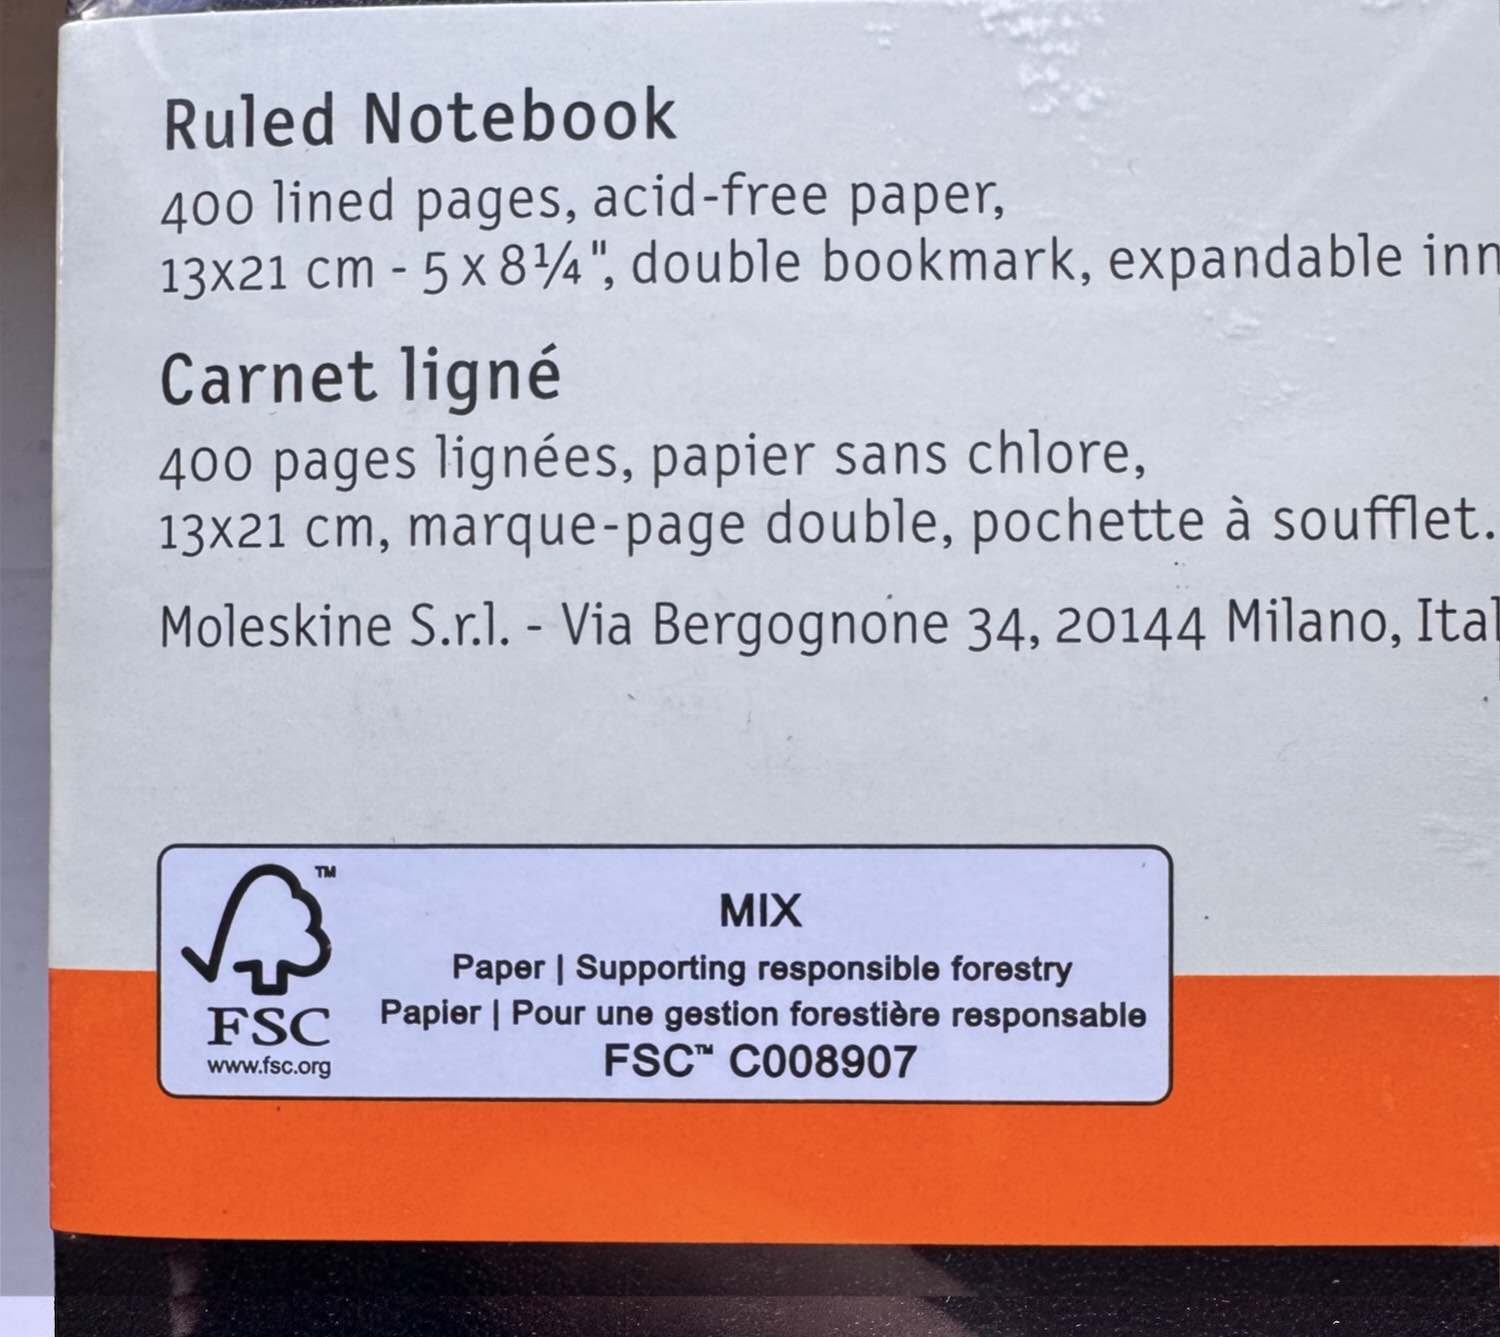 Ruled Notebook
400 lined pages, acid-free paper,
13x21 cm - 5 x 8¼", double bookmark, expandable inn
Carnet ligné
400 pages lignées, papier sans chlore,
13x21 cm, marque-page double, pochette à soufflet.
Moleskine S.r.l. - Via Bergognone 34, 20144 Milano, Ital
™
FSC
www.fsc.org
MIX
Paper | Supporting responsible forestry
Papier | Pour une gestion forestière responsable
FSC™ C008907